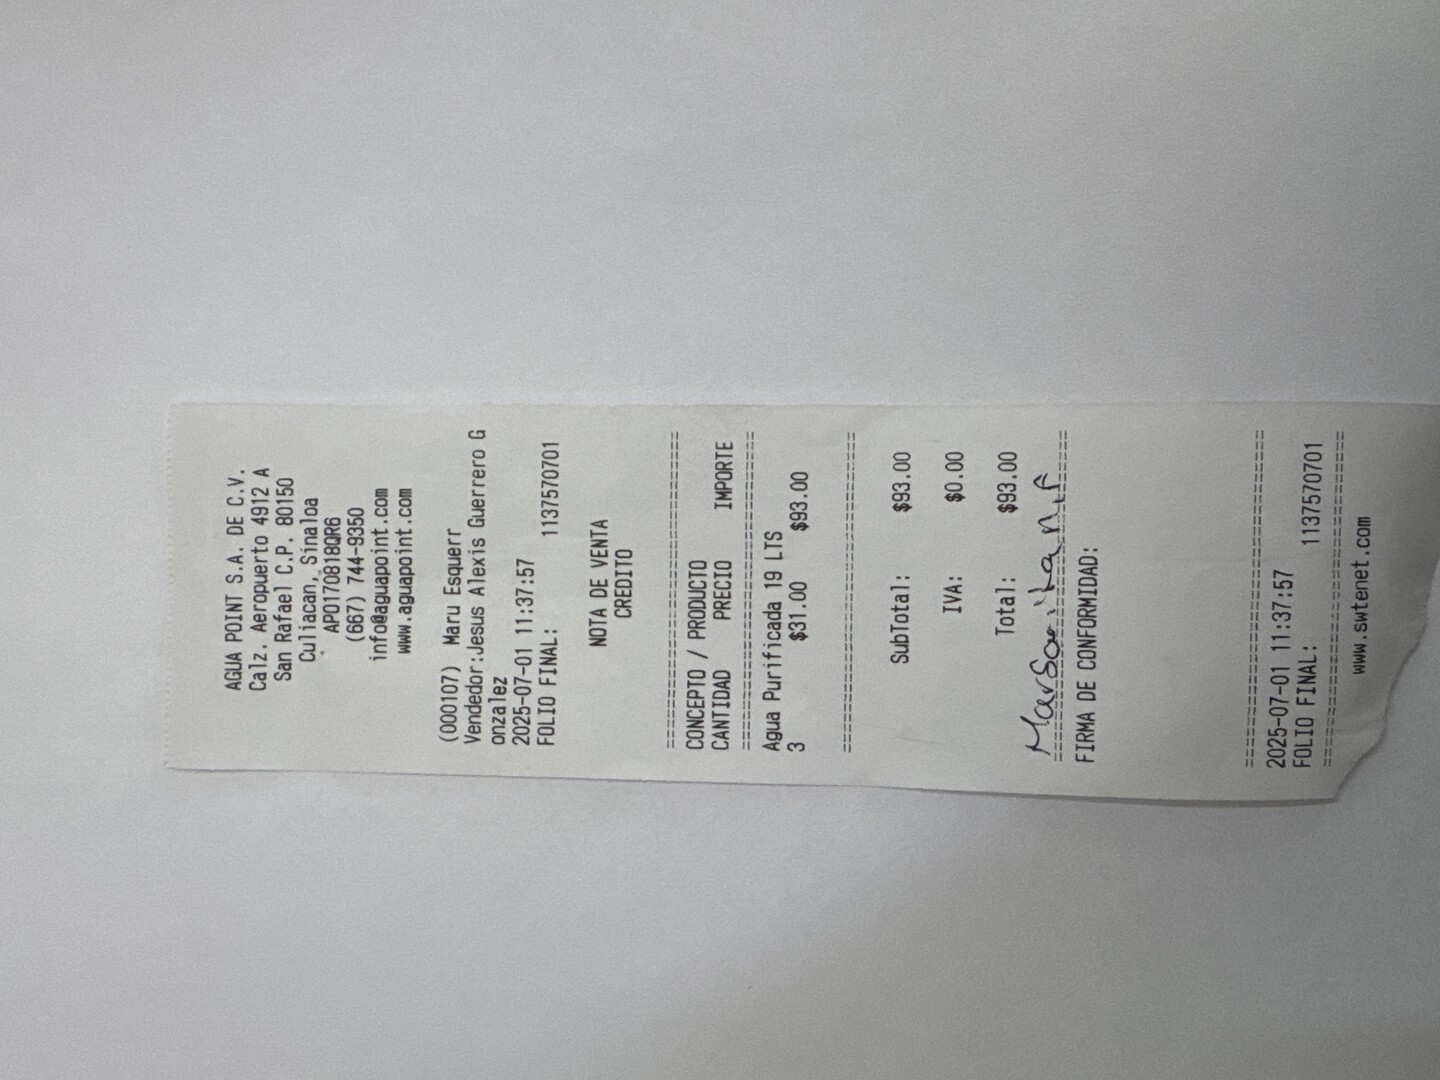 AGUA POINT S.A. DE C.V.
Calz. Aeropuerto 4912 A
San Rafael C.P. 80150
Culiacan, Sinaloa
APO170818QR6
(667) 744-9350
info@aguapoint.com
www.aguapoint.com
(000107) Maru Esquerr
Vendedor:Jesus Alexis Guerrero G
onzalez
2025-07-01 11:37:57
FOLIO FINAL: 1137570701
NOTA DE VENTA
CREDITO
================================
CONCEPTO / PRODUCTO
CANTIDAD PRECIO IMPORTE
================================
Agua Purificada 19 LTS
3 $31.00 $93.00
================================
SubTotal: $93.00
IVA: $0.00
Total: $93.00
================================
FIRMA DE CONFORMIDAD:
================================
2025-07-01 11:37:57
FOLIO FINAL: 1137570701
================================
www.swtenet.com